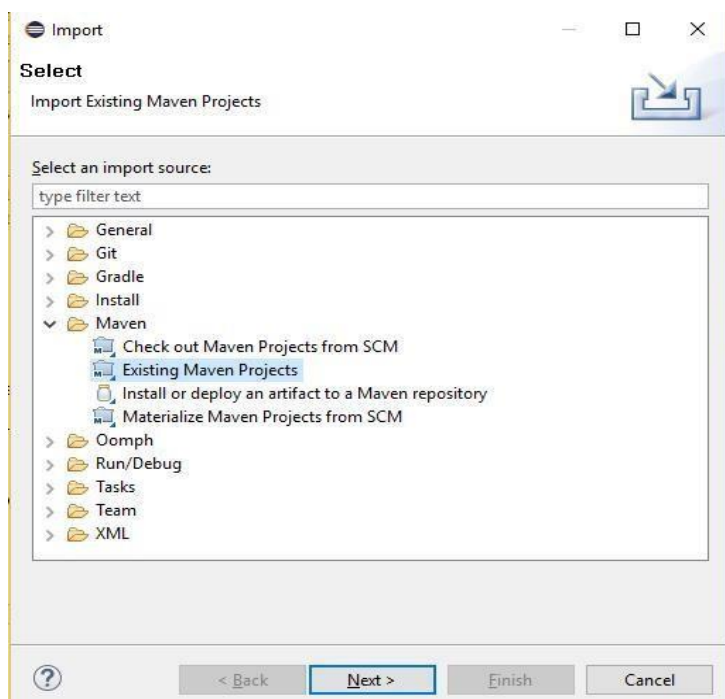 Import
Select
Import Existing Maven Projects
Select an import source:
type filter text
General
Git
Gradle
Install
Maven
Check out Maven Projects from SCM
Existing Maven Projects
Install or deploy an artifact to a Maven repository
Materialize Maven Projects from SCM
Oomph
Run/Debug
Tasks
Team
XML
< Back Next > Finish Cancel